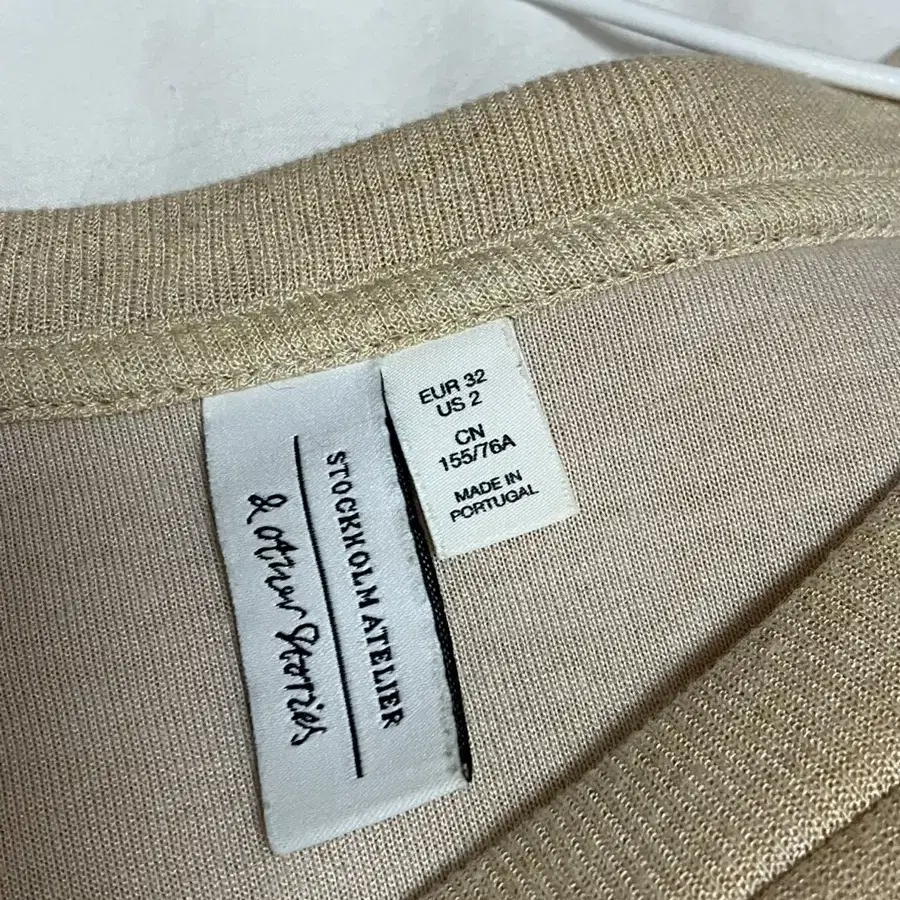 STOCKHOLM ATELIER
& other Stories
EUR 32
US 2
CN
155/76A
MADE IN
PORTUGAL